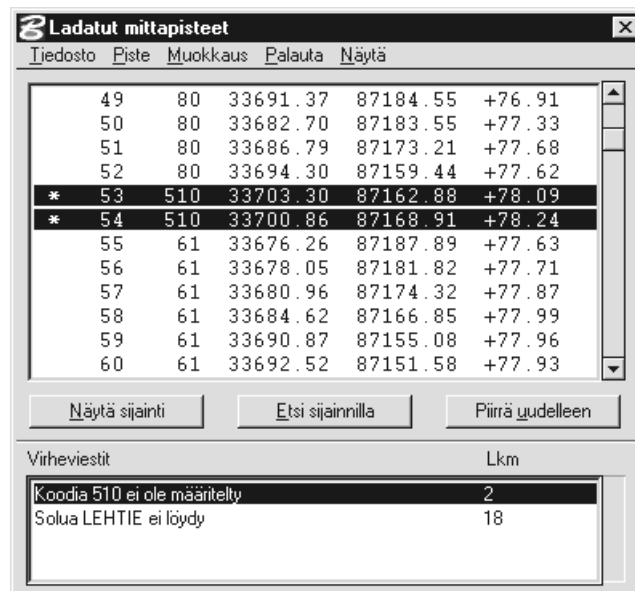 Ladatut mittapisteet
Tiedosto Piste Muokkaus Palauta Näytä
49 80 33691.37 87184.55 +76.91
50 80 33682.70 87183.55 +77.33
51 80 33686.79 87173.21 +77.68
52 80 33694.30 87159.44 +77.62
* 53 510 33703.30 87162.88 +78.09
* 54 510 33700.86 87168.91 +78.24
55 61 33676.26 87187.89 +77.63
56 61 33678.05 87181.82 +77.71
57 61 33680.96 87174.32 +77.87
58 61 33684.62 87166.85 +77.99
59 61 33690.87 87155.08 +77.96
60 61 33692.52 87151.58 +77.93
Näytä sijainti Etsi sijainnilla Piirrä uudelleen
Virheviestit Lkm
Koodia 510 ei ole määritelty 2
Solua LEHTIE ei löydy 18